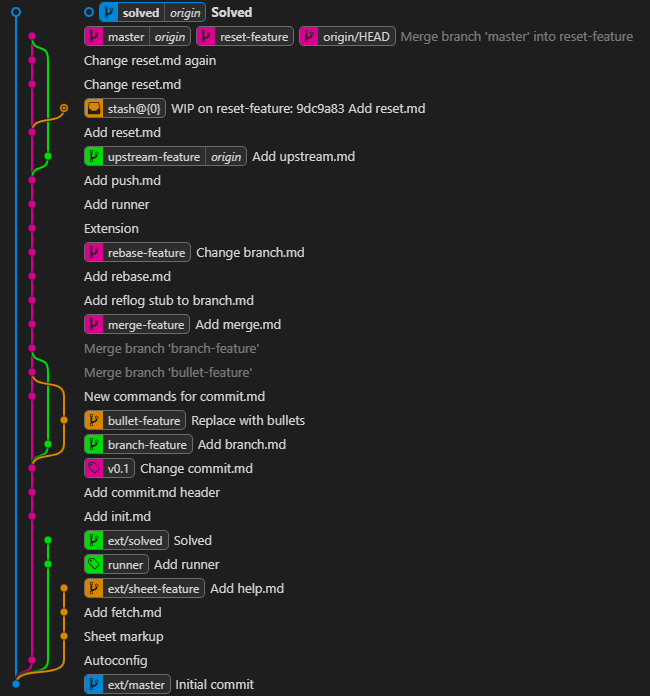 solved origin Solved
master origin reset-feature origin/HEAD Merge branch 'master' into reset-feature
Change reset.md again
Change reset.md
stash@{0} WIP on reset-feature: 9dc9a83 Add reset.md
Add reset.md
upstream-feature origin Add upstream.md
Add push.md
Add runner
Extension
rebase-feature Change branch.md
Add rebase.md
Add reflog stub to branch.md
merge-feature Add merge.md
Merge branch 'branch-feature'
Merge branch 'bullet-feature'
New commands for commit.md
bullet-feature Replace with bullets
branch-feature Add branch.md
v0.1 Change commit.md
Add commit.md header
Add init.md
ext/solved Solved
runner Add runner
ext/sheet-feature Add help.md
Add fetch.md
Sheet markup
Autoconfig
ext/master Initial commit